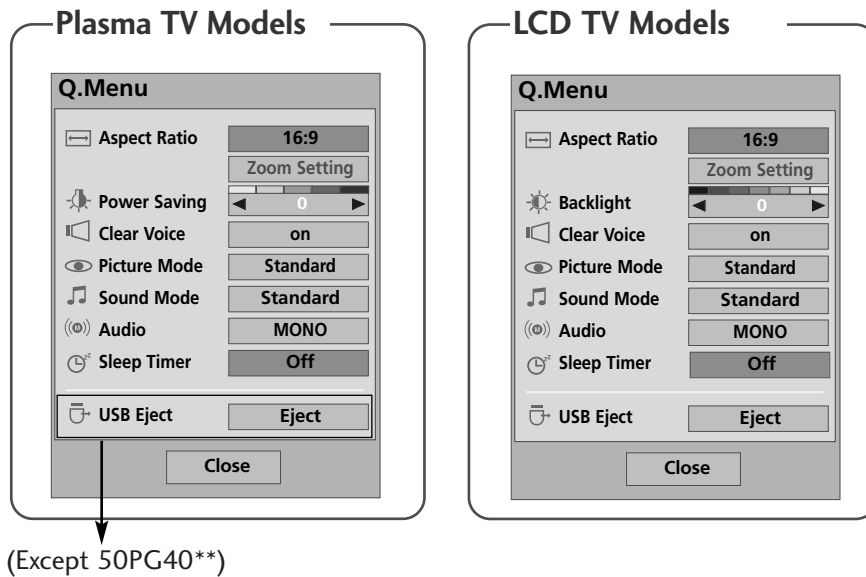 Plasma TV Models
Q.Menu
Aspect Ratio 16:9
Zoom Setting
Power Saving ◀ 0 ▶
Clear Voice on
Picture Mode Standard
Sound Mode Standard
Audio MONO
Sleep Timer Off
USB Eject Eject
Close
(Except 50PG40**)
LCD TV Models
Q.Menu
Aspect Ratio 16:9
Zoom Setting
Backlight ◀ 0 ▶
Clear Voice on
Picture Mode Standard
Sound Mode Standard
Audio MONO
Sleep Timer Off
USB Eject Eject
Close